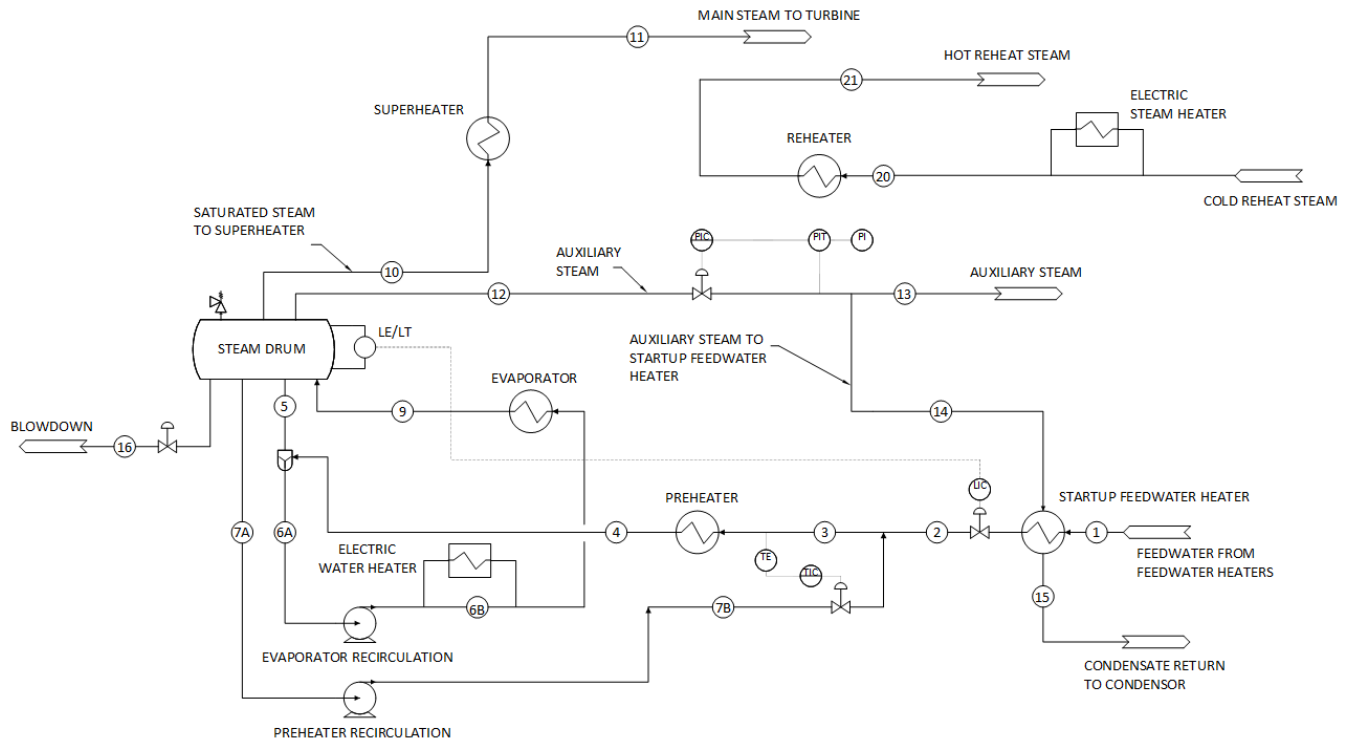 MAIN STEAM TO TURBINE
11
HOT REHEAT STEAM
21
ELECTRIC
STEAM HEATER
SUPERHEATER
REHEATER
20
COLD REHEAT STEAM
SATURATED STEAM
TO SUPERHEATER
10
AUXILIARY
STEAM
PIC
PIT
PI
12
13
AUXILIARY STEAM
STEAM DRUM
LE/LT
AUXILIARY STEAM TO
STARTUP FEEDWATER
HEATER
EVAPORATOR
5
9
14
BLOWDOWN
16
LIC
PREHEATER
STARTUP FEEDWATER HEATER
7A
6A
4
3
2
1
ELECTRIC
WATER HEATER
TE
TIC
FEEDWATER FROM
FEEDWATER HEATERS
6B
7B
15
EVAPORATOR RECIRCULATION
CONDENSATE RETURN
TO CONDENSOR
PREHEATER RECIRCULATION